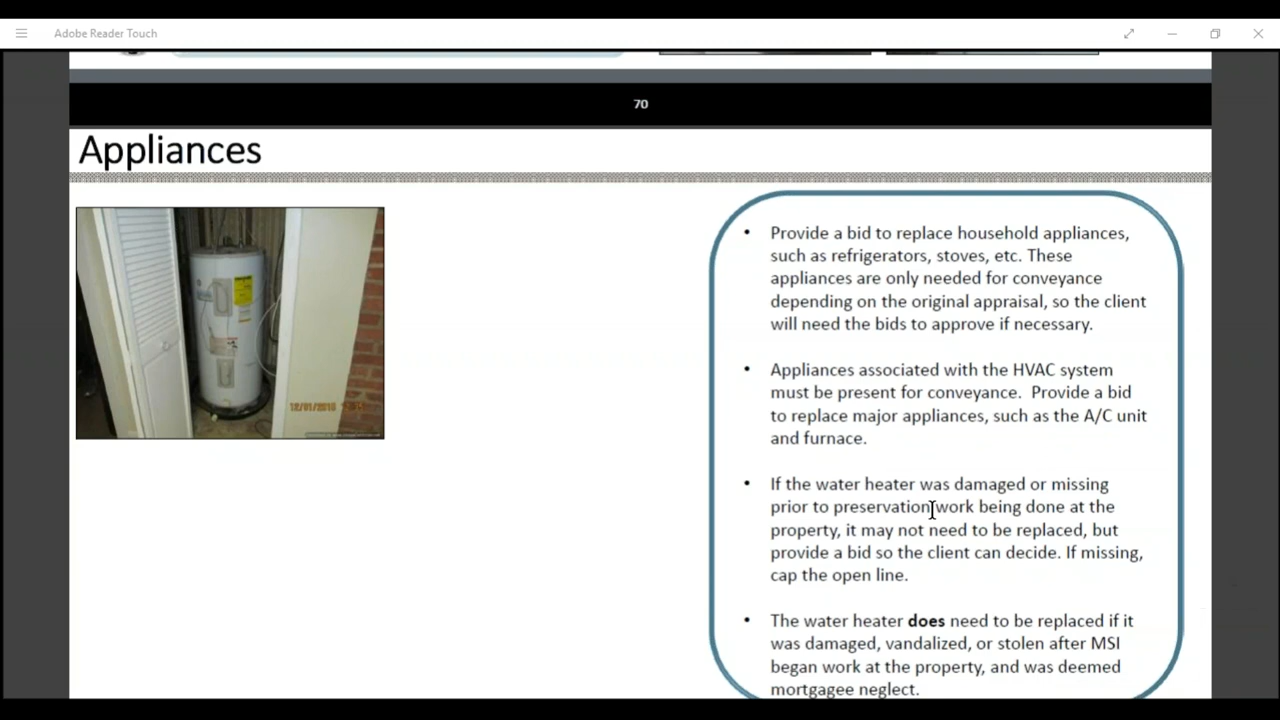 Adobe Reader Touch
70
Appliances
• Provide a bid to replace household appliances,
such as refrigerators, stoves, etc. These
appliances are only needed for conveyance
depending on the original appraisal, so the client
will need the bids to approve if necessary.
• Appliances associated with the HVAC system
must be present for conveyance. Provide a bid
to replace major appliances, such as the A/C unit
and furnace.
• If the water heater was damaged or missing
prior to preservation work being done at the
property, it may not need to be replaced, but
provide a bid so the client can decide. If missing,
cap the open line.
• The water heater does need to be replaced if it
was damaged, vandalized, or stolen after MSI
began work at the property, and was deemed
mortgagee neglect.